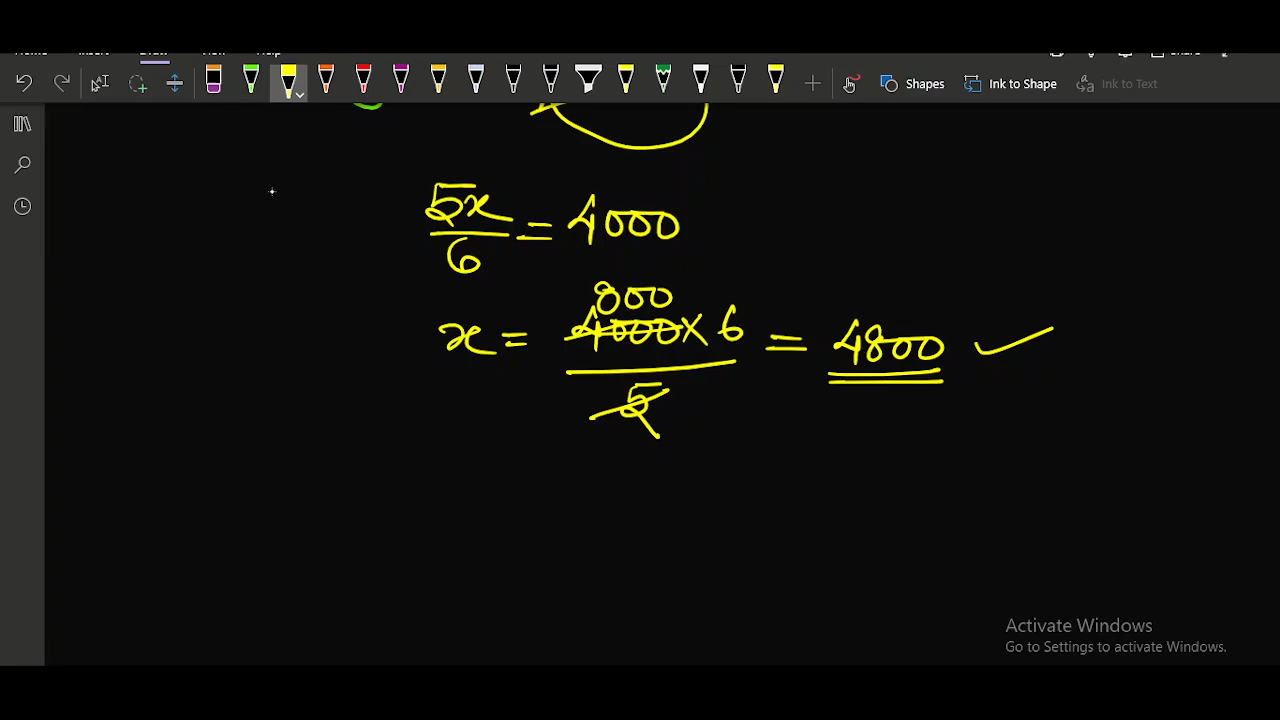 Shapes Ink to Shape Ink to Text
5x/6 = 4000
800
x = 4000 × 6 / 5 = 4800 ✓
Activate Windows
Go to Settings to activate Windows.